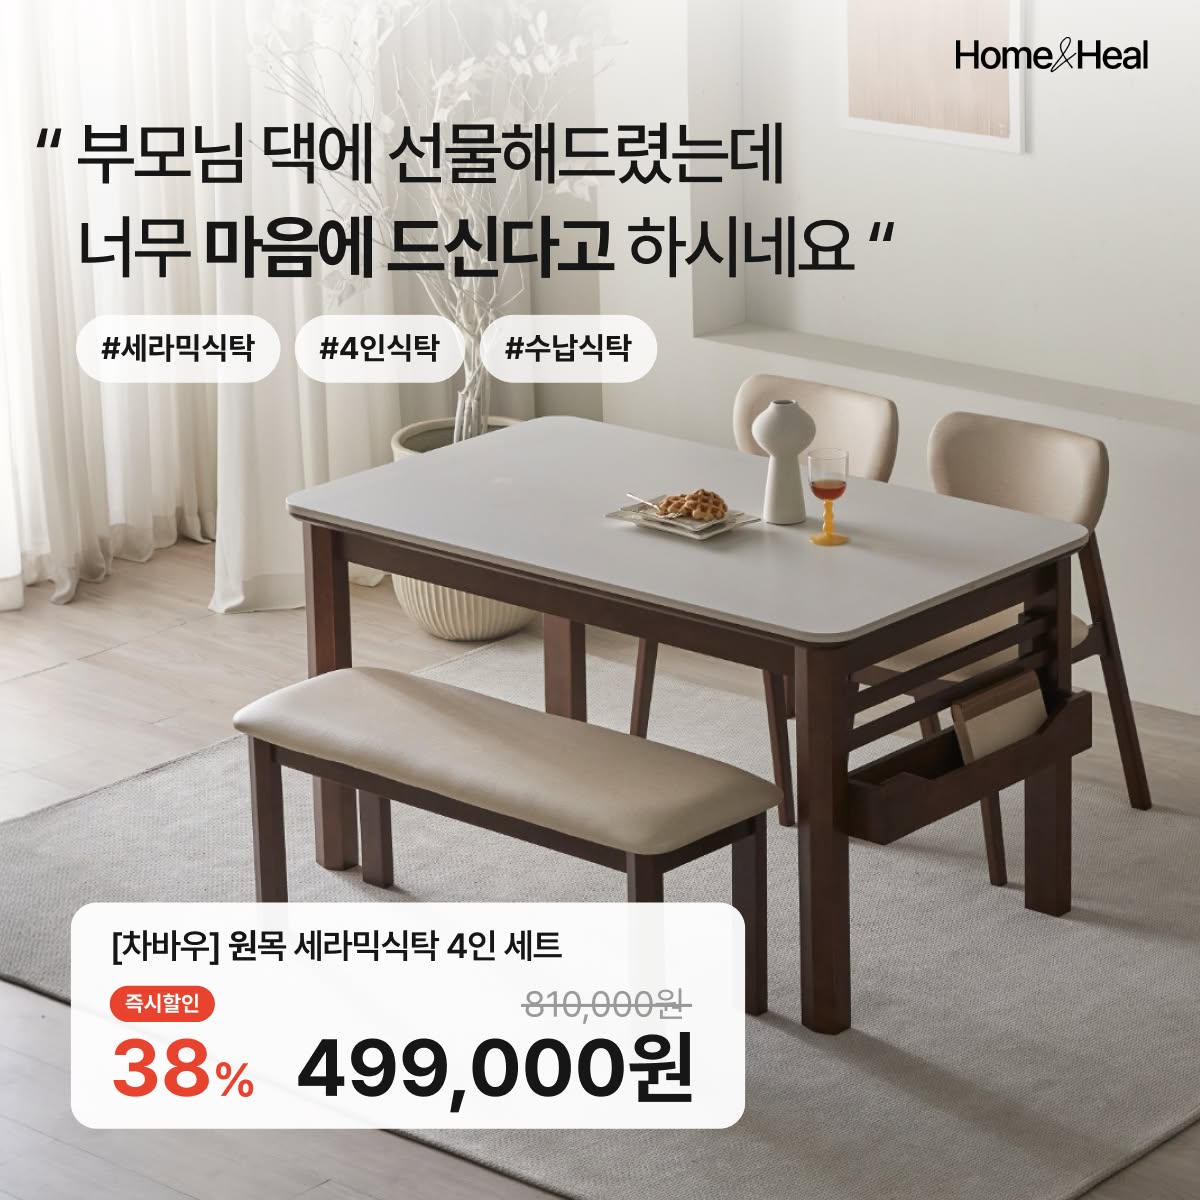 Home&Heal
“ 부모님 댁에 선물해드렸는데
너무 마음에 드신다고 하시네요 “
#세라믹식탁 #4인식탁 #수납식탁
[차바우] 원목 세라믹식탁 4인 세트
즉시할인 810,000원
38% 499,000원